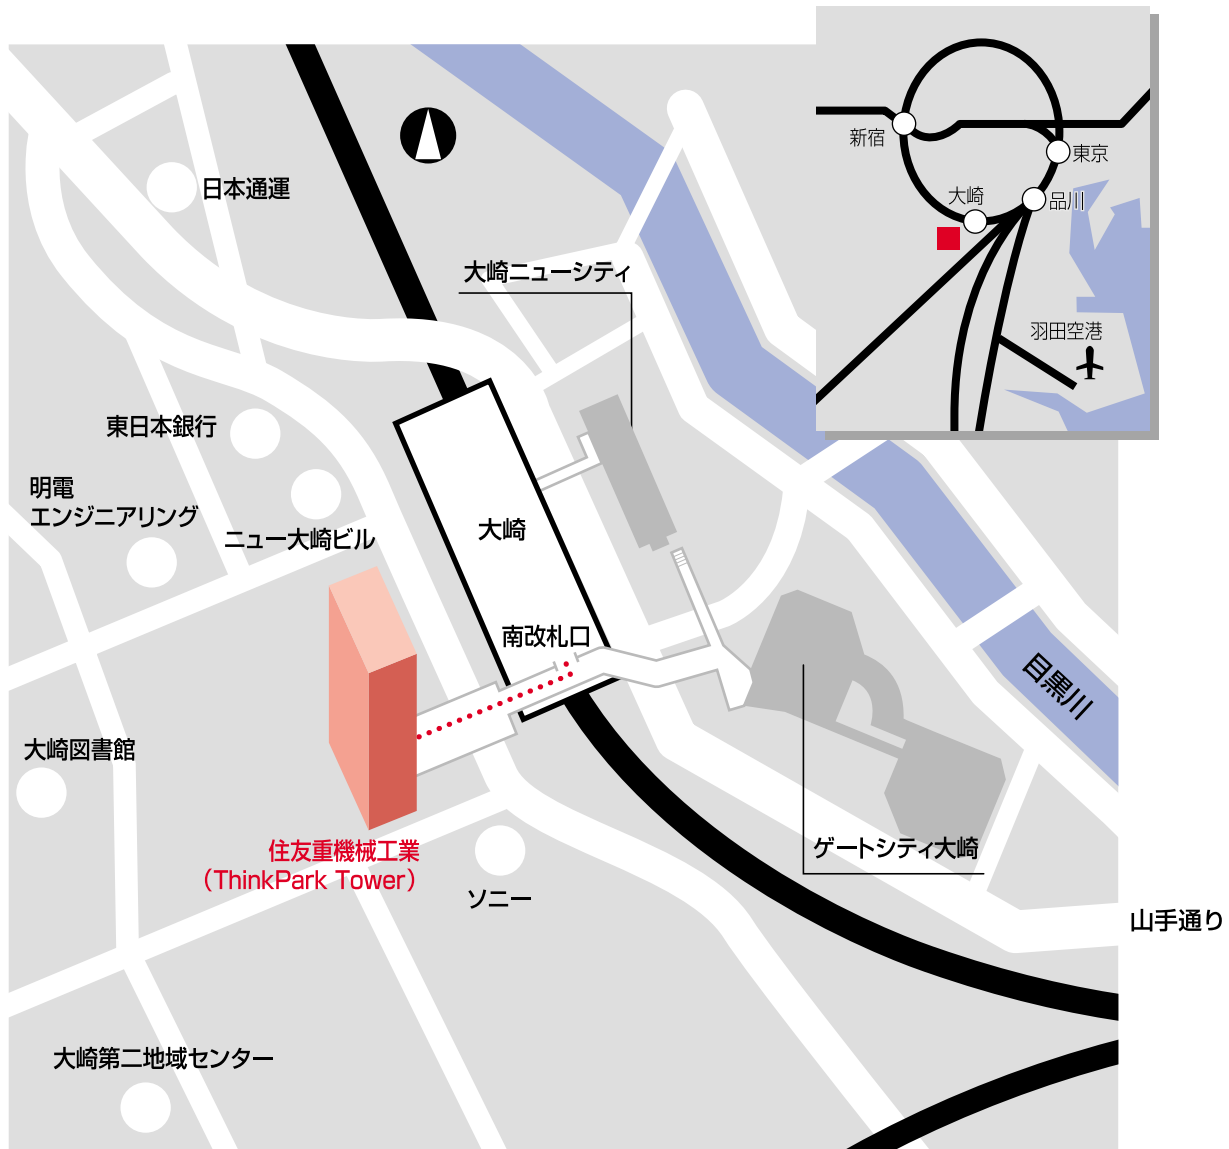 新宿
東京
大崎
品川
羽田空港
日本通運
大崎ニューシティ
東日本銀行
明電
エンジニアリング
ニュー大崎ビル
大崎
南改札口
目黒川
大崎図書館
住友重機械工業
（ThinkPark Tower）
ゲートシティ大崎
ソニー
山手通り
大崎第二地域センター